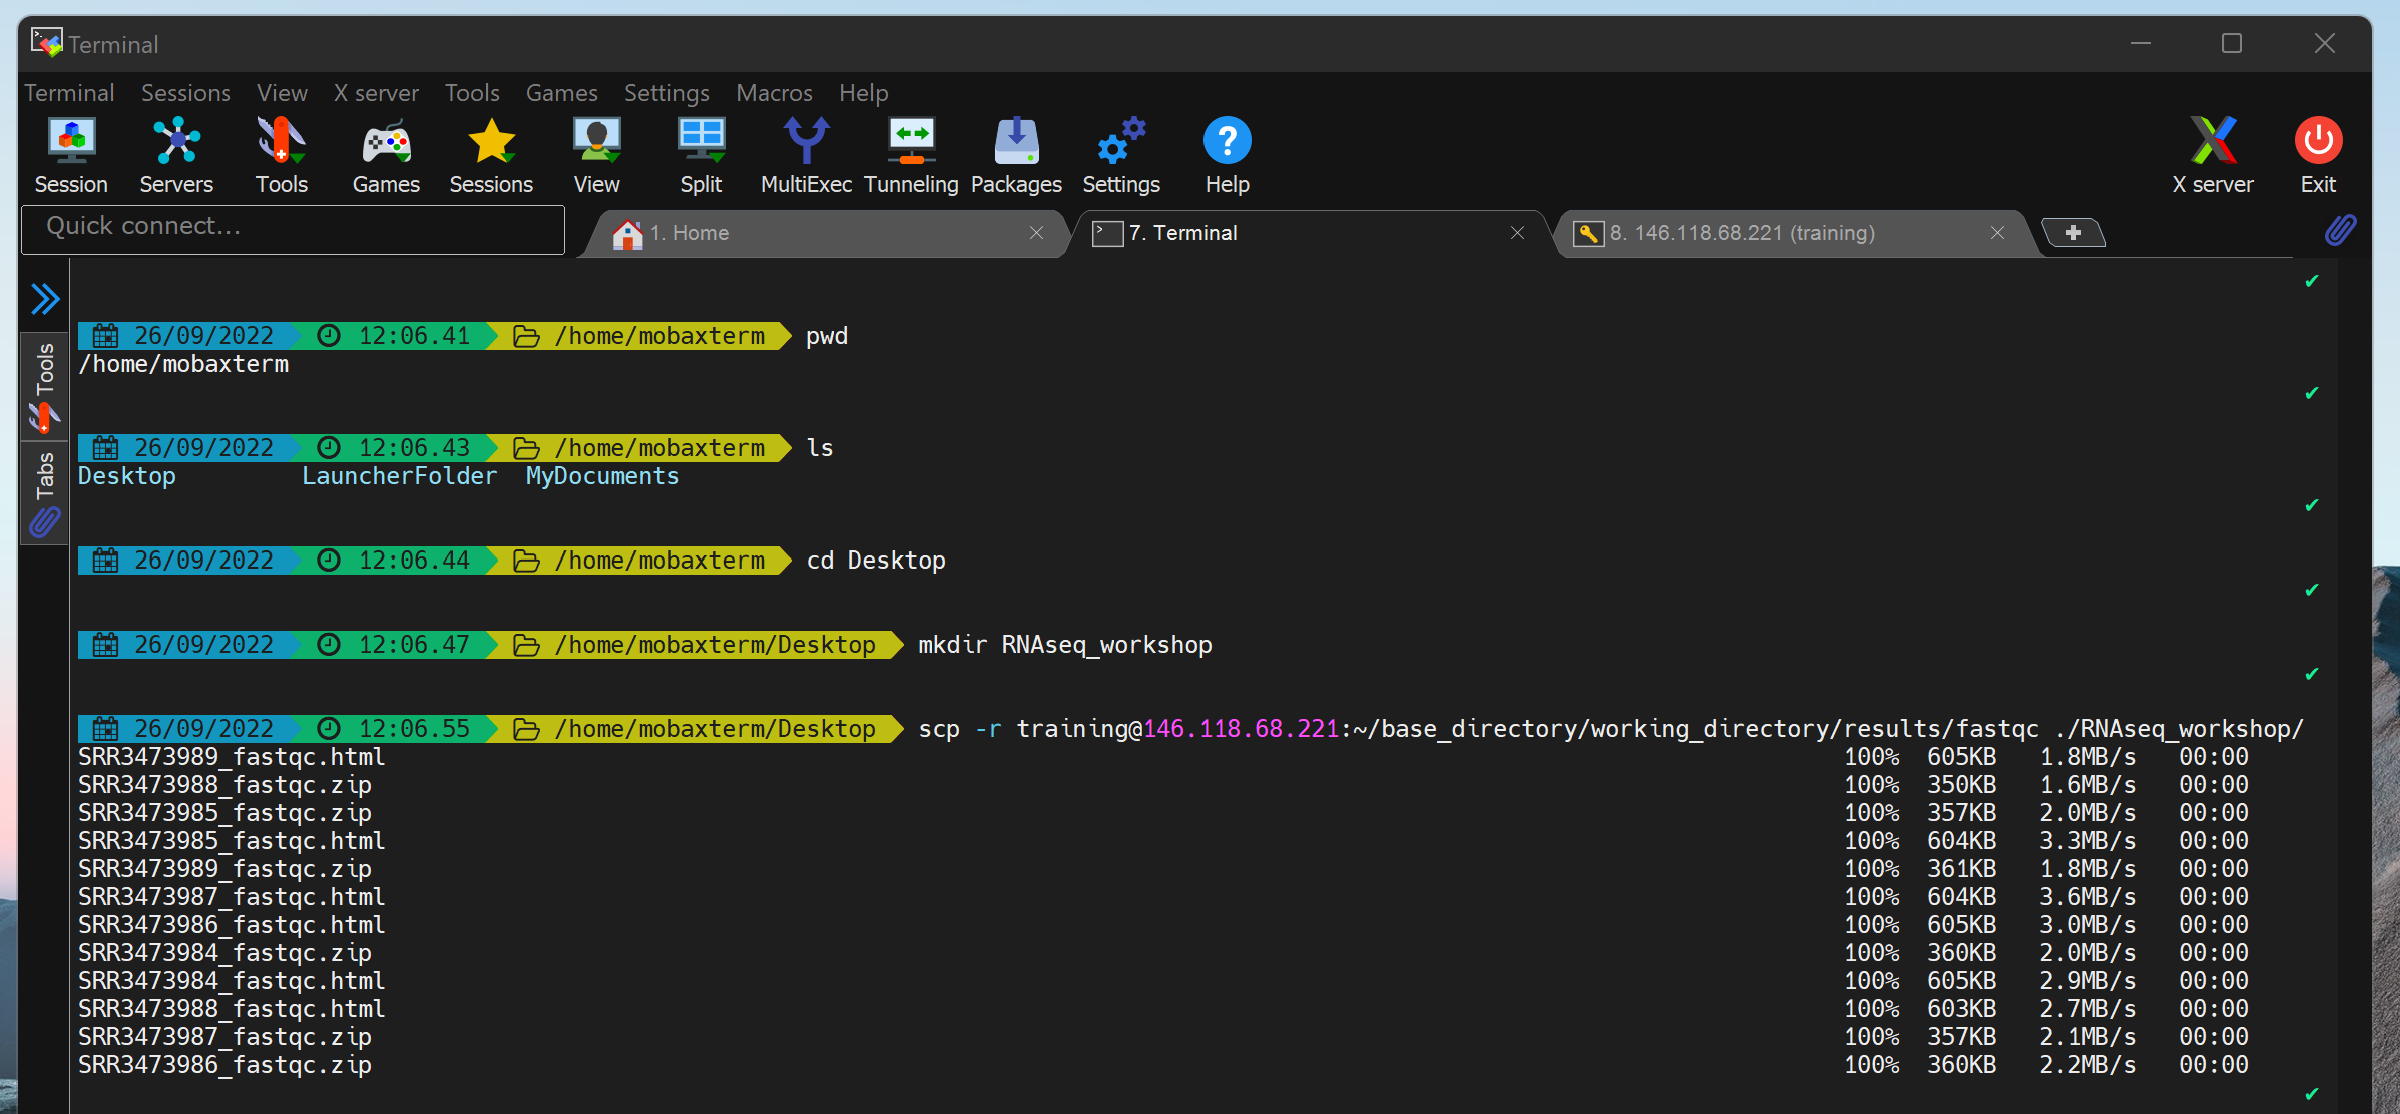 Terminal
Terminal Sessions View X server Tools Games Settings Macros Help
Session Servers Tools Games Sessions View Split MultiExec Tunneling Packages Settings Help X server Exit
Quick connect... 1. Home 7. Terminal 8. 146.118.68.221 (training)
Tools
Tabs
26/09/2022 12:06.41 /home/mobaxterm pwd
/home/mobaxterm
26/09/2022 12:06.43 /home/mobaxterm ls
Desktop LauncherFolder MyDocuments
26/09/2022 12:06.44 /home/mobaxterm cd Desktop
26/09/2022 12:06.47 /home/mobaxterm/Desktop mkdir RNAseq_workshop
26/09/2022 12:06.55 /home/mobaxterm/Desktop scp -r training@146.118.68.221:~/base_directory/working_directory/results/fastqc ./RNAseq_workshop/
SRR3473989_fastqc.html 100% 605KB 1.8MB/s 00:00
SRR3473988_fastqc.zip 100% 350KB 1.6MB/s 00:00
SRR3473985_fastqc.zip 100% 357KB 2.0MB/s 00:00
SRR3473985_fastqc.html 100% 604KB 3.3MB/s 00:00
SRR3473989_fastqc.zip 100% 361KB 1.8MB/s 00:00
SRR3473987_fastqc.html 100% 604KB 3.6MB/s 00:00
SRR3473986_fastqc.html 100% 605KB 3.0MB/s 00:00
SRR3473984_fastqc.zip 100% 360KB 2.0MB/s 00:00
SRR3473984_fastqc.html 100% 605KB 2.9MB/s 00:00
SRR3473988_fastqc.html 100% 603KB 2.7MB/s 00:00
SRR3473987_fastqc.zip 100% 357KB 2.1MB/s 00:00
SRR3473986_fastqc.zip 100% 360KB 2.2MB/s 00:00